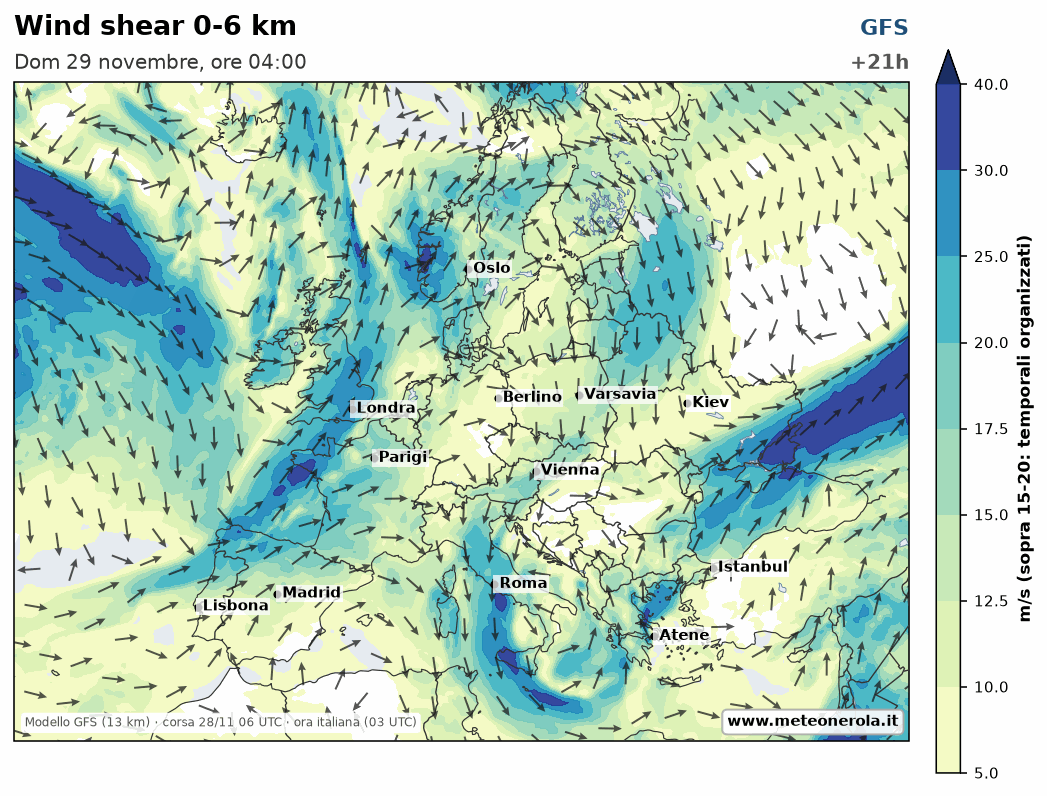 Wind shear 0-6 km
GFS
Dom 29 novembre, ore 04:00
+21h
40.0
30.0
25.0
20.0
17.5
15.0
12.5
10.0
5.0
m/s (sopra 15-20: temporali organizzati)
Oslo
Berlino
Varsavia
Kiev
Londra
Parigi
Vienna
Istanbul
Roma
Madrid
Lisbona
Atene
Modello GFS (13 km) · corsa 28/11 06 UTC · ora italiana (03 UTC)
www.meteonerola.it